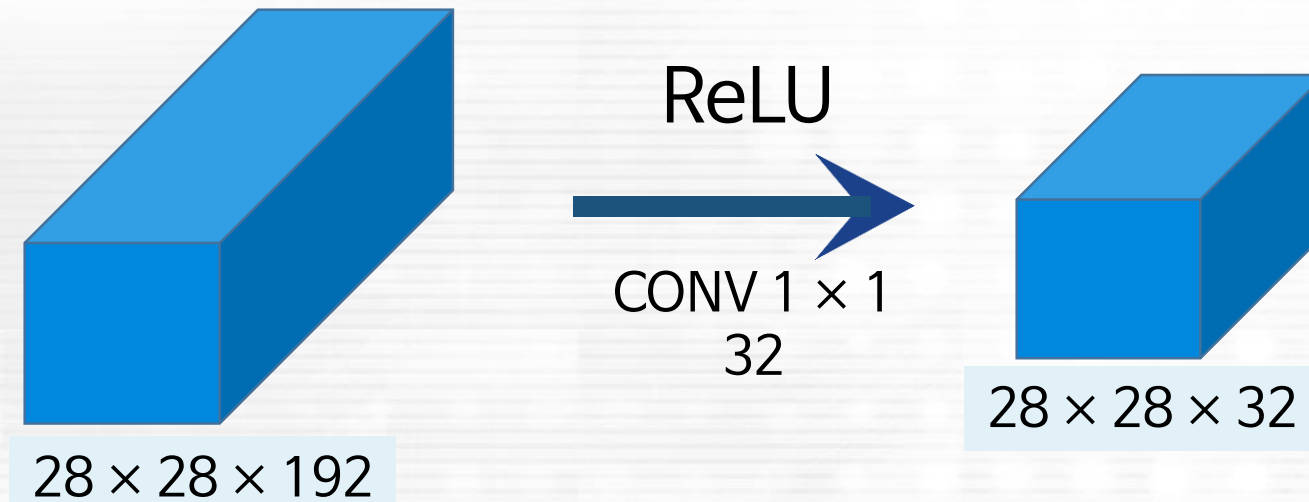 ReLU
CONV 1 × 1
32
28 × 28 × 192
28 × 28 × 32